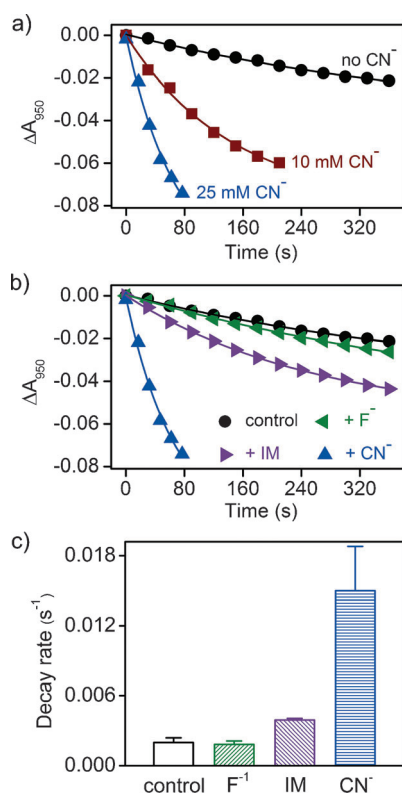 a)
0.00
-0.02
-0.04
-0.06
-0.08
ΔA950
no CN⁻
10 mM CN⁻
25 mM CN⁻
0 80 160 240 320
Time (s)
b)
0.00
-0.02
-0.04
-0.06
-0.08
ΔA950
control + F⁻
+ IM + CN⁻
0 80 160 240 320
Time (s)
c)
0.018
0.012
0.006
0.000
Decay rate (s⁻¹)
control F⁻¹ IM CN⁻